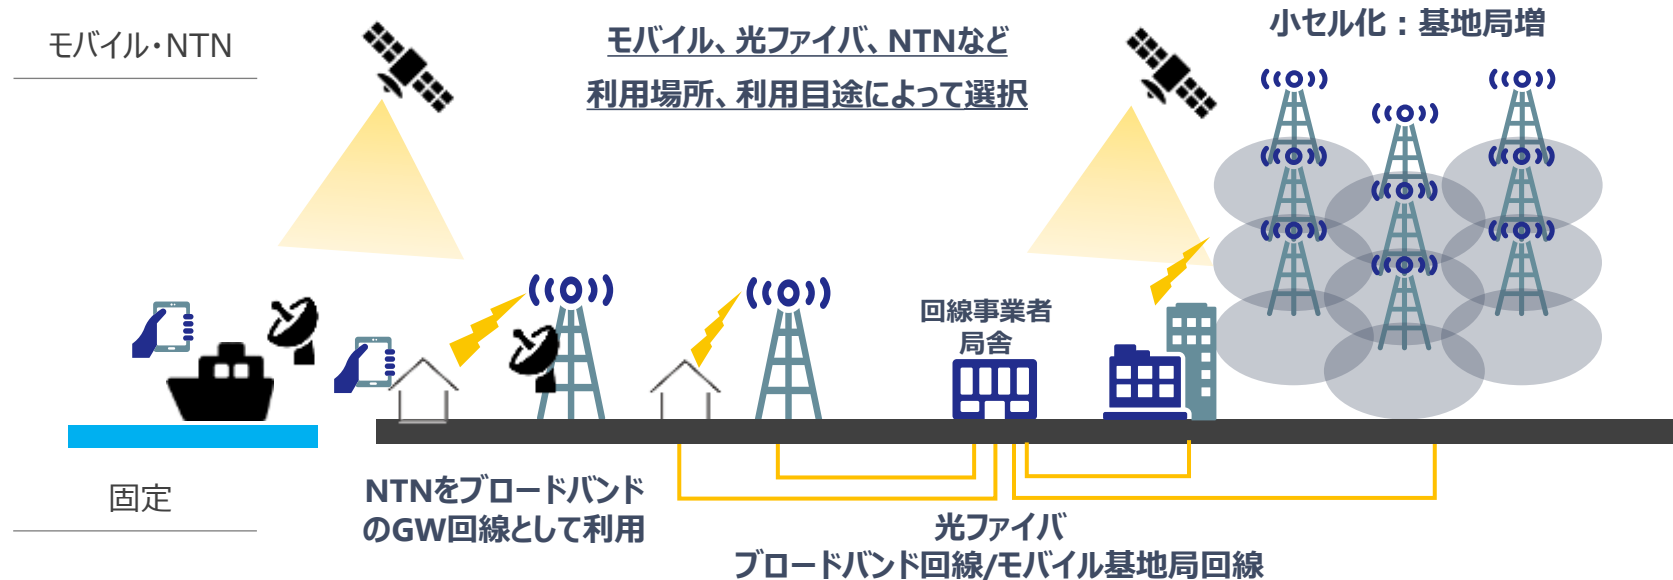 モバイル・NTN
モバイル、光ファイバ、NTNなど
利用場所、利用目途によって選択
小セル化：基地局増
回線事業者
局舎
固定
NTNをブロードバンド
のGW回線として利用
光ファイバ
ブロードバンド回線/モバイル基地局回線